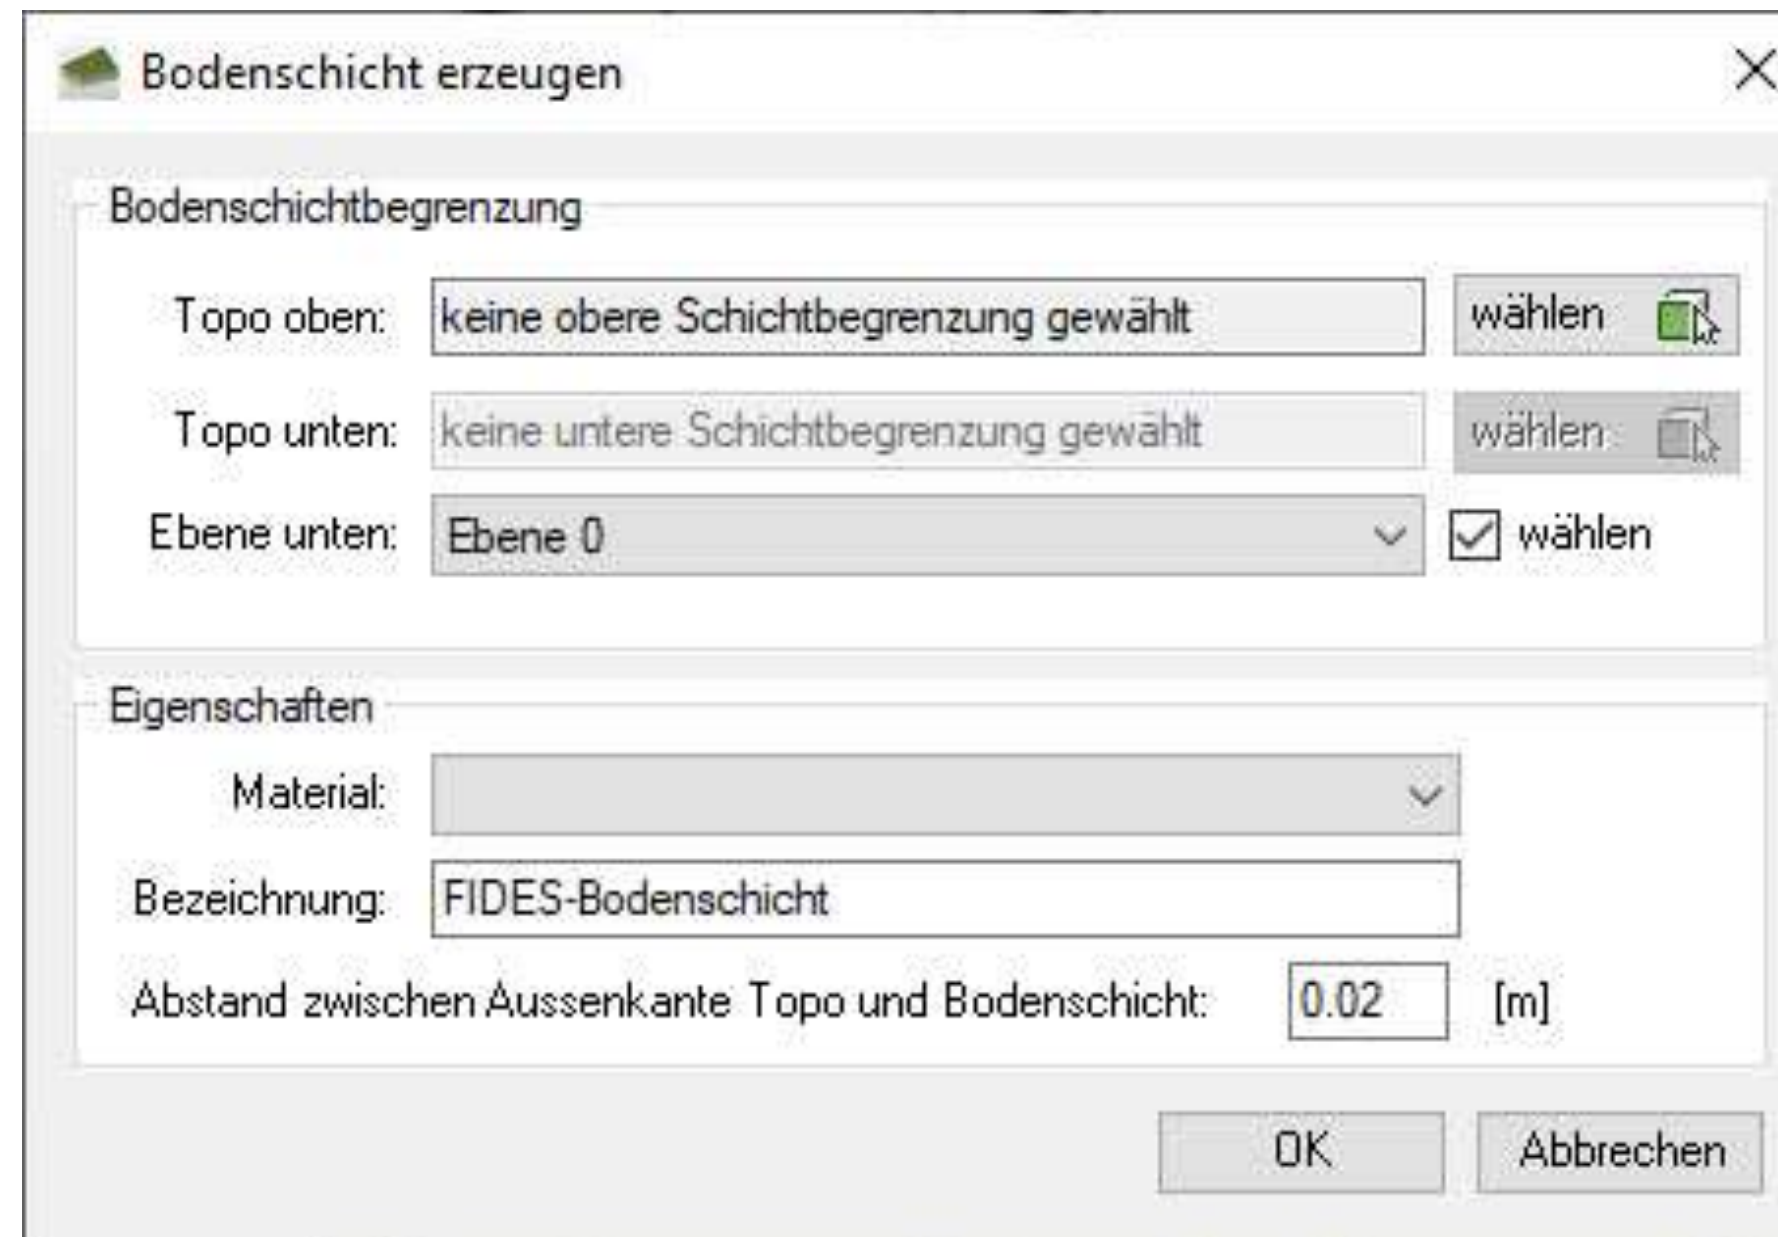 Bodenschicht erzeugen
Bodenschichtbegrenzung
Topo oben: keine obere Schichtbegrenzung gewählt wählen
Topo unten: keine untere Schichtbegrenzung gewählt wählen
Ebene unten: Ebene 0 wählen
Eigenschaften
Material:
Bezeichnung: FIDES-Bodenschicht
Abstand zwischen Aussenkante Topo und Bodenschicht: 0.02 [m]
OK Abbrechen